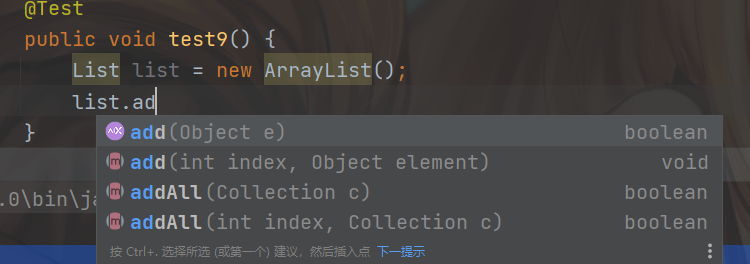 @Test
public void test9() {
List list = new ArrayList();
list.ad
}
add(Object e) boolean
add(int index, Object element) void
addAll(Collection c) boolean
.0\bin\ja
addAll(int index, Collection c) boolean
按 Ctrl+. 选择所选 (或第一个) 建议，然后插入点 下一提示